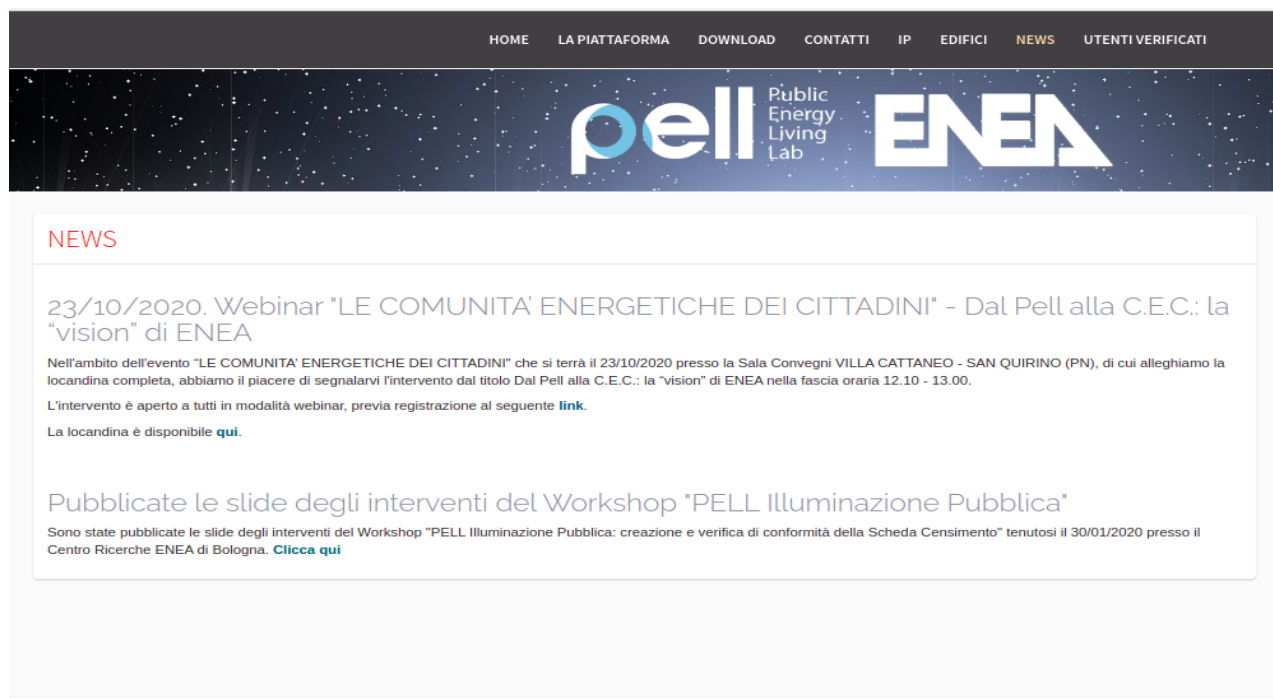 HOME LA PIATTAFORMA DOWNLOAD CONTATTI IP EDIFICI NEWS UTENTI VERIFICATI
pell Public Energy Living Lab ENEA
NEWS
23/10/2020. Webinar "LE COMUNITA' ENERGETICHE DEI CITTADINI" - Dal Pell alla C.E.C.: la
“vision” di ENEA
Nell'ambito dell'evento “LE COMUNITA' ENERGETICHE DEI CITTADINI" che si terrà il 23/10/2020 presso la Sala Convegni VILLA CATTANEO - SAN QUIRINO (PN), di cui alleghiamo la
locandina completa, abbiamo il piacere di segnalarvi l'intervento dal titolo Dal Pell alla C.E.C.: la “vision” di ENEA nella fascia oraria 12.10 - 13.00.
L'intervento è aperto a tutti in modalità webinar, previa registrazione al seguente link.
La locandina è disponibile qui.
Pubblicate le slide degli interventi del Workshop "PELL Illuminazione Pubblica"
Sono state pubblicate le slide degli interventi del Workshop "PELL Illuminazione Pubblica: creazione e verifica di conformità della Scheda Censimento" tenutosi il 30/01/2020 presso il
Centro Ricerche ENEA di Bologna. Clicca qui